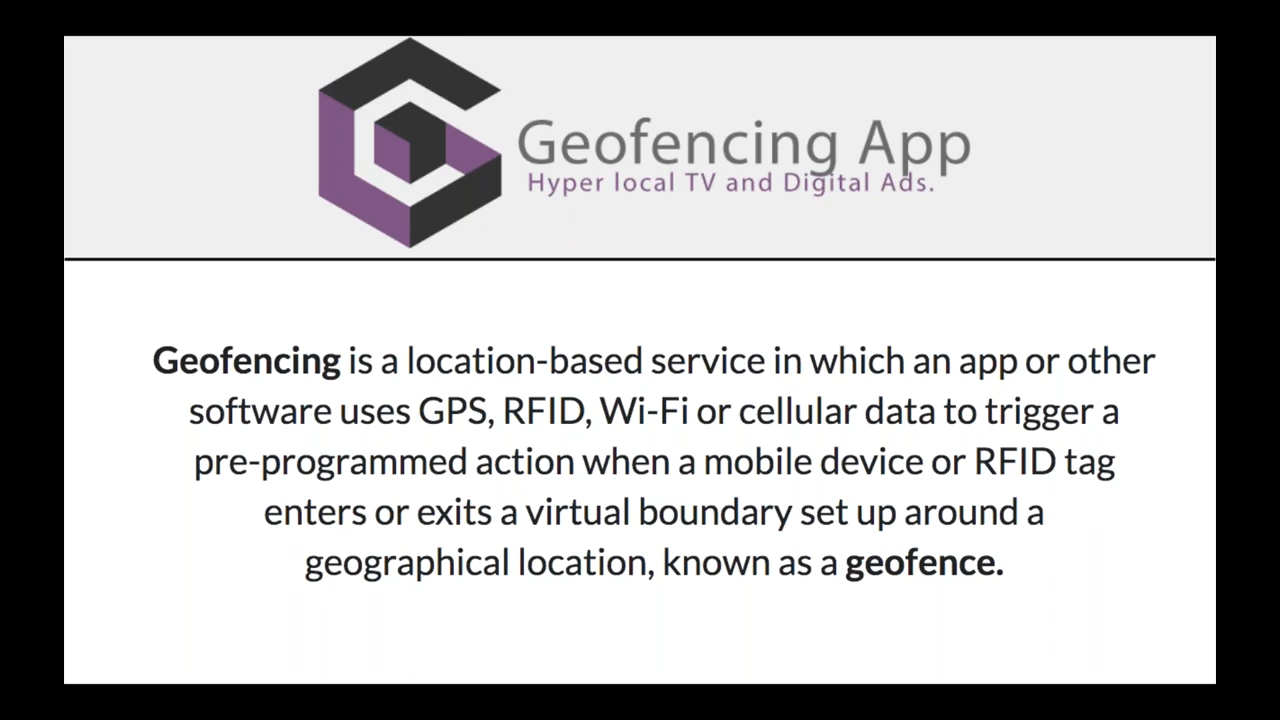 Geofencing App
Hyper local TV and Digital Ads.
Geofencing is a location-based service in which an app or other
software uses GPS, RFID, Wi-Fi or cellular data to trigger a
pre-programmed action when a mobile device or RFID tag
enters or exits a virtual boundary set up around a
geographical location, known as a geofence.